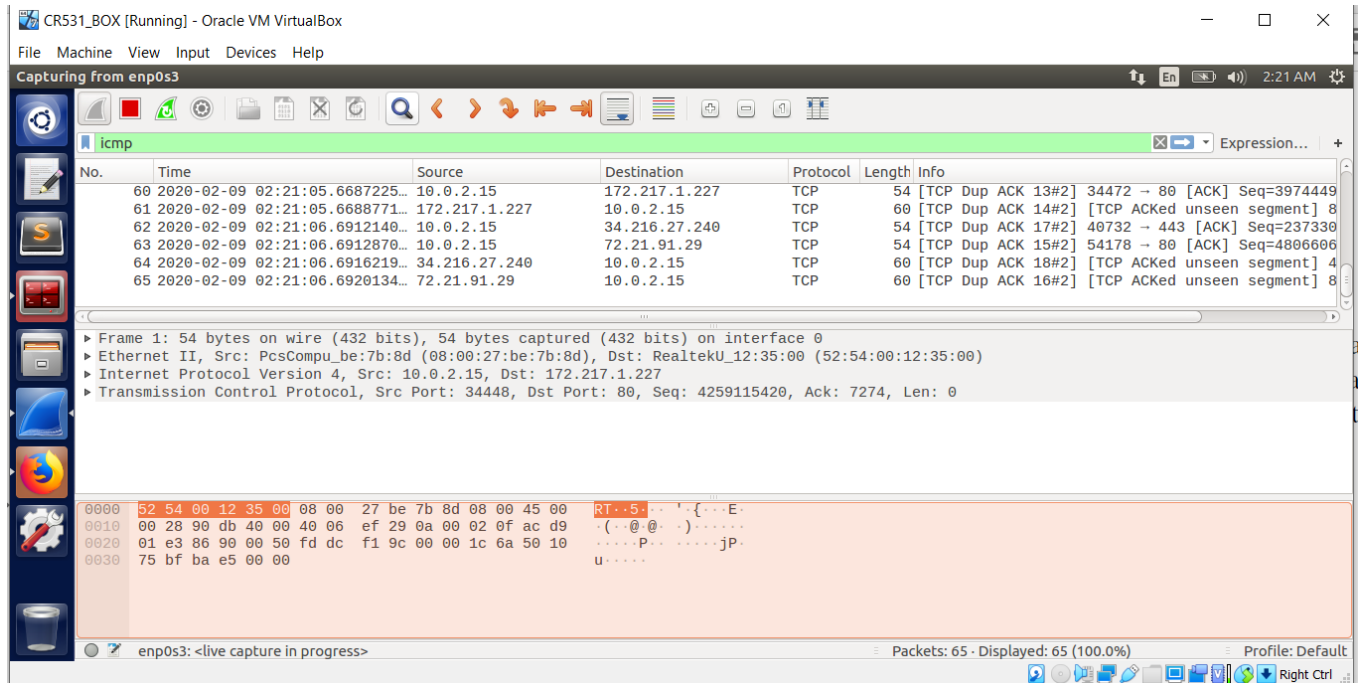 CR531_BOX [Running] - Oracle VM VirtualBox
File Machine View Input Devices Help
Capturing from enp0s3 En 2:21 AM
icmp Expression… +
No. Time Source Destination Protocol Length Info
60 2020-02-09 02:21:05.6687225… 10.0.2.15 172.217.1.227 TCP 54 [TCP Dup ACK 13#2] 34472 → 80 [ACK] Seq=3974449
61 2020-02-09 02:21:05.6688771… 172.217.1.227 10.0.2.15 TCP 60 [TCP Dup ACK 14#2] [TCP ACKed unseen segment] 8
62 2020-02-09 02:21:06.6912140… 10.0.2.15 34.216.27.240 TCP 54 [TCP Dup ACK 17#2] 40732 → 443 [ACK] Seq=237330
63 2020-02-09 02:21:06.6912870… 10.0.2.15 72.21.91.29 TCP 54 [TCP Dup ACK 15#2] 54178 → 80 [ACK] Seq=4806606
64 2020-02-09 02:21:06.6916219… 34.216.27.240 10.0.2.15 TCP 60 [TCP Dup ACK 18#2] [TCP ACKed unseen segment] 4
65 2020-02-09 02:21:06.6920134… 72.21.91.29 10.0.2.15 TCP 60 [TCP Dup ACK 16#2] [TCP ACKed unseen segment] 8
Frame 1: 54 bytes on wire (432 bits), 54 bytes captured (432 bits) on interface 0
Ethernet II, Src: PcsCompu_be:7b:8d (08:00:27:be:7b:8d), Dst: RealtekU_12:35:00 (52:54:00:12:35:00)
Internet Protocol Version 4, Src: 10.0.2.15, Dst: 172.217.1.227
Transmission Control Protocol, Src Port: 34448, Dst Port: 80, Seq: 4259115420, Ack: 7274, Len: 0
0000 52 54 00 12 35 00 08 00 27 be 7b 8d 08 00 45 00 RT··5··· '·{···E·
0010 00 28 90 db 40 00 40 06 ef 29 0a 00 02 0f ac d9 ·(··@·@· ·)······
0020 01 e3 86 90 00 50 fd dc f1 9c 00 00 1c 6a 50 10 ·····P·· ·····jP·
0030 75 bf ba e5 00 00 u·····
enp0s3: <live capture in progress> Packets: 65 · Displayed: 65 (100.0%) Profile: Default
Right Ctrl